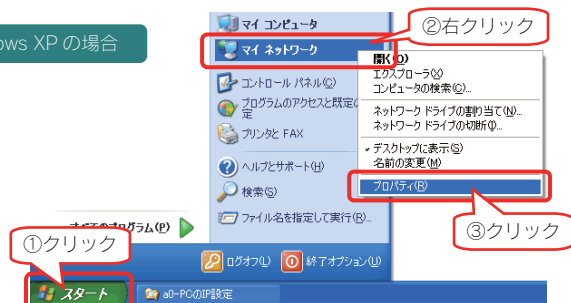 ows XP の場合
マイ コンピュータ
マイ ネットワーク
②右クリック
開く(O)
エクスプローラ(X)
コンピュータの検索(C)...
ネットワーク ドライブの割り当て(N)...
ネットワーク ドライブの切断(I)...
デスクトップに表示(S)
名前の変更(M)
プロパティ(R)
③クリック
コントロール パネル(C)
プログラムのアクセスと既定の
定
プリンタと FAX
ヘルプとサポート(H)
検索(S)
ファイル名を指定して実行(R)...
すべてのプログラム(P)
①クリック
ログオフ(L)
終了オプション(U)
スタート
a0-PCのIP設定